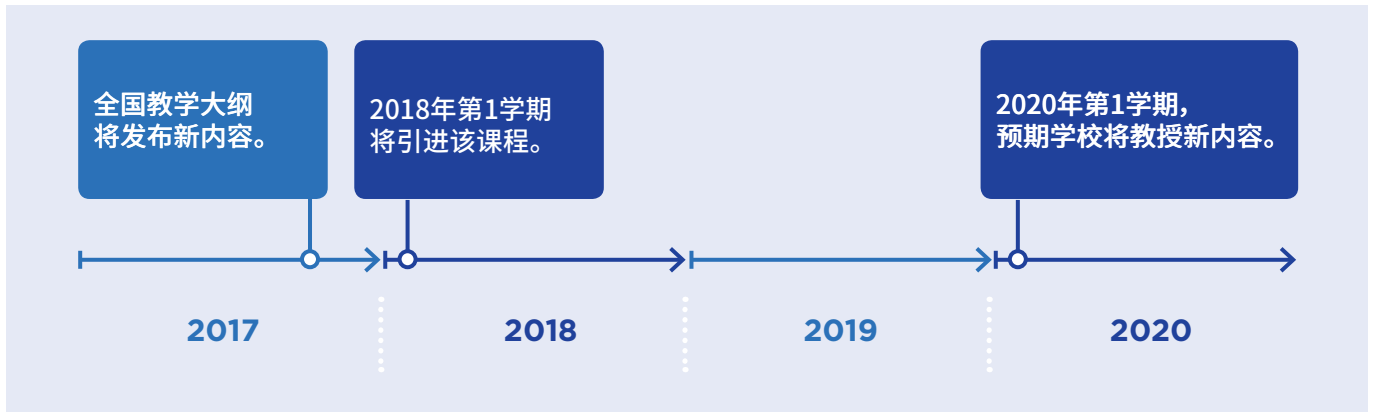 全国教学大纲
将发布新内容。
2018年第1学期
将引进该课程。
2020年第1学期，
预期学校将教授新内容。
2017
2018
2019
2020